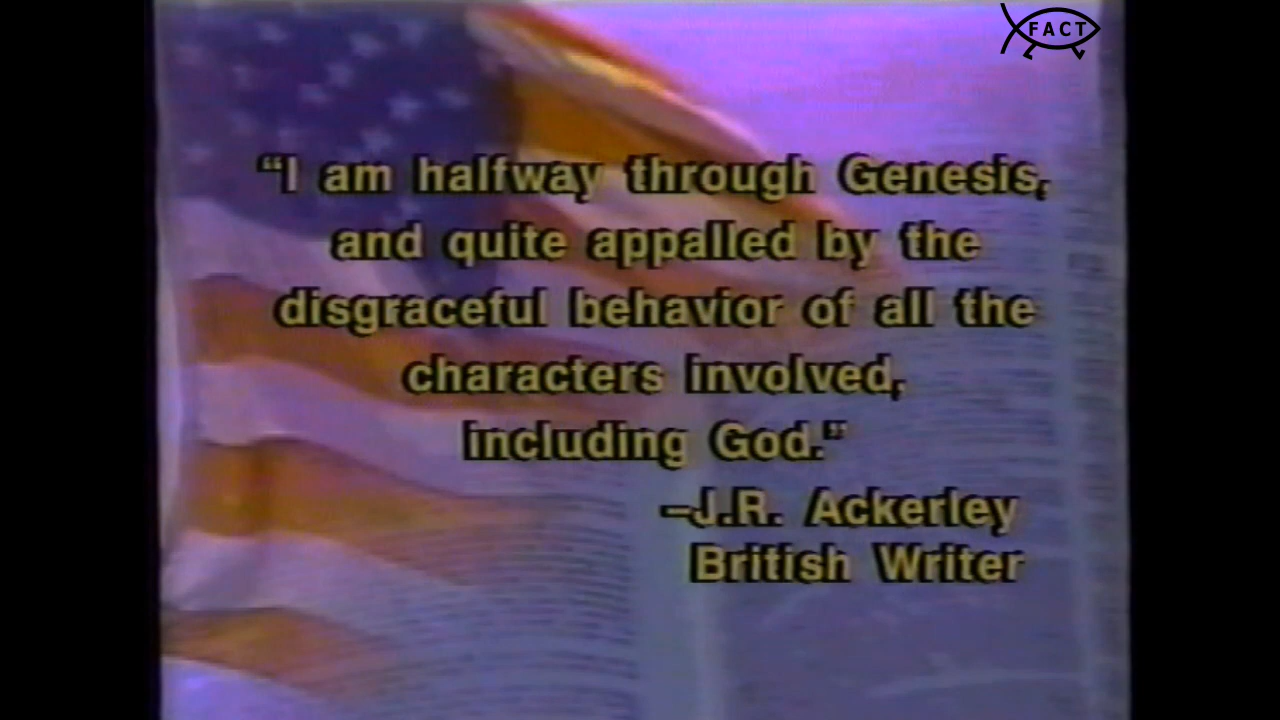 FACT
“I am halfway through Genesis,
and quite appalled by the
disgraceful behavior of all the
characters involved,
including God.”
–J.R. Ackerley
British Writer